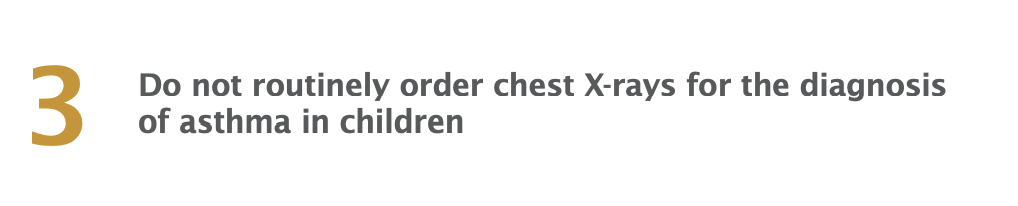 3
Do not routinely order chest X-rays for the diagnosis
of asthma in children